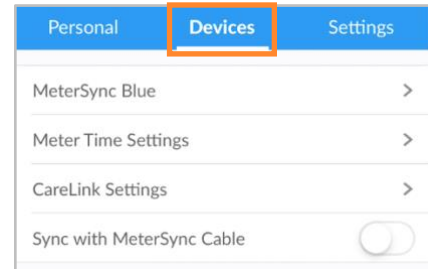 Personal Devices Settings
MeterSync Blue
Meter Time Settings
CareLink Settings
Sync with MeterSync Cable